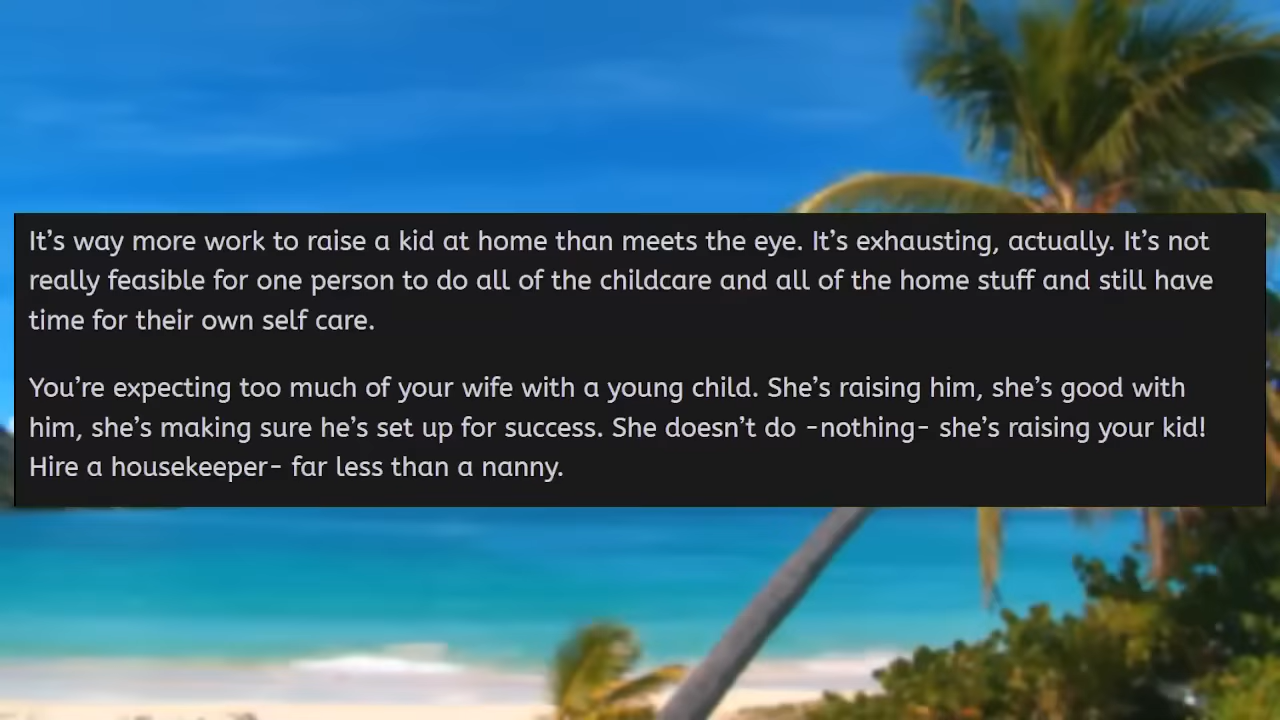 It’s way more work to raise a kid at home than meets the eye. It’s exhausting, actually. It’s not
really feasible for one person to do all of the childcare and all of the home stuff and still have
time for their own self care.
You’re expecting too much of your wife with a young child. She’s raising him, she’s good with
him, she’s making sure he’s set up for success. She doesn’t do -nothing- she’s raising your kid!
Hire a housekeeper- far less than a nanny.